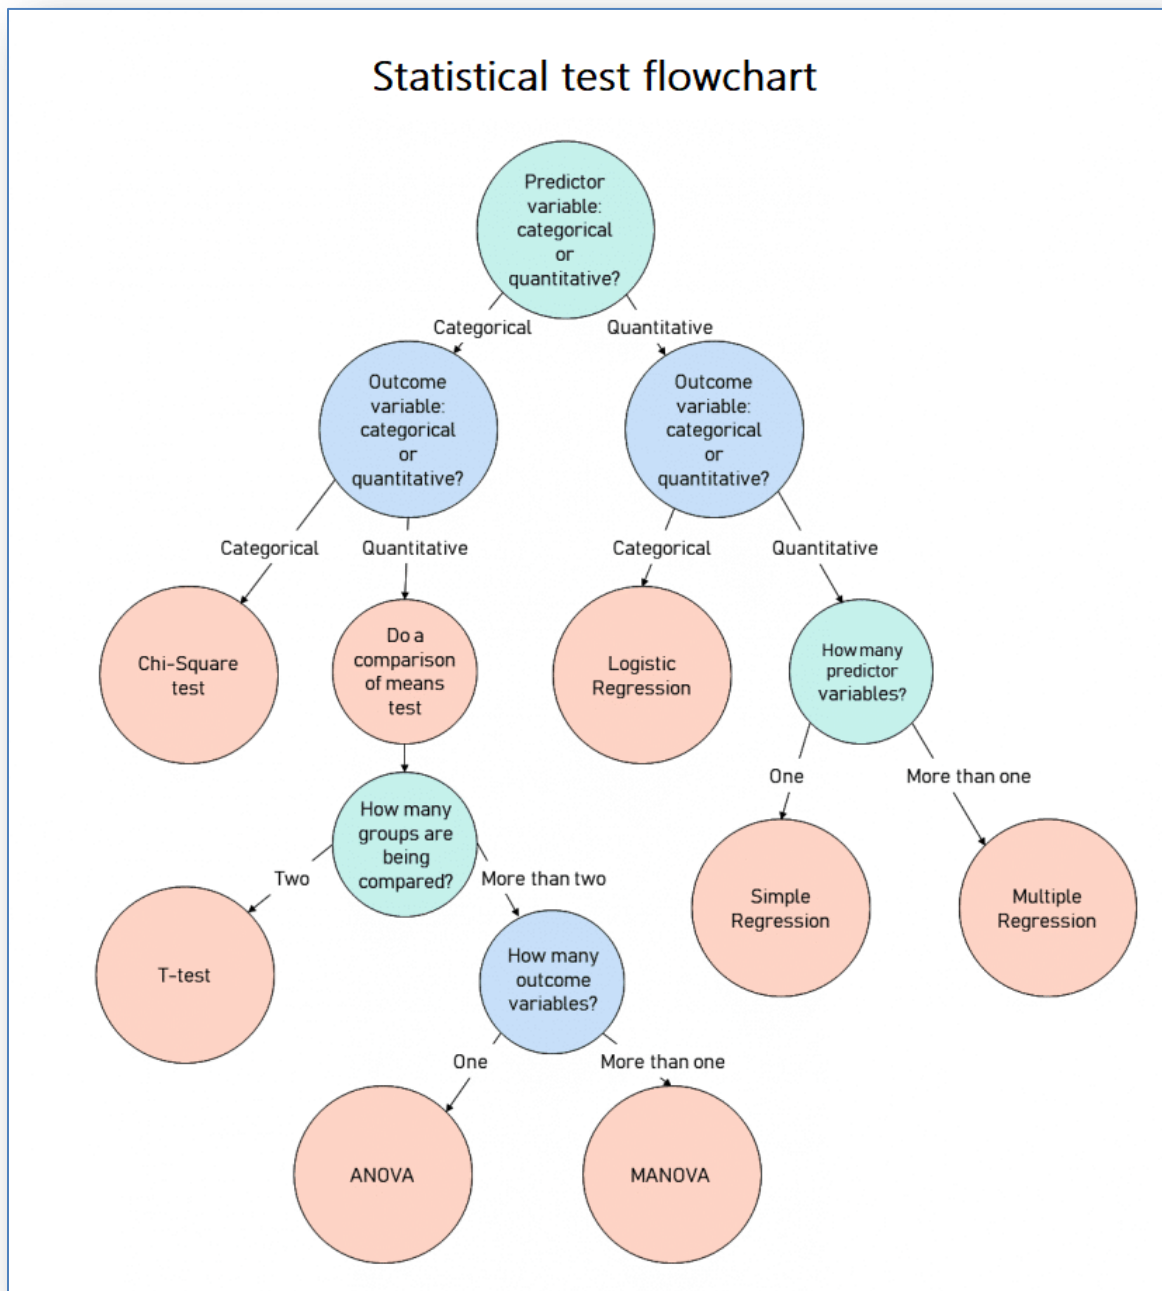 Statistical test flowchart
Predictor
variable:
categorical
or
quantitative?
Categorical
Quantitative
Outcome
variable:
categorical
or
quantitative?
Outcome
variable:
categorical
or
quantitative?
Categorical
Quantitative
Categorical
Quantitative
Chi-Square
test
Do a
comparison
of means
test
Logistic
Regression
How many
predictor
variables?
One
More than one
How many
groups are
being
compared?
Two
More than two
Simple
Regression
Multiple
Regression
T-test
How many
outcome
variables?
One
More than one
ANOVA
MANOVA